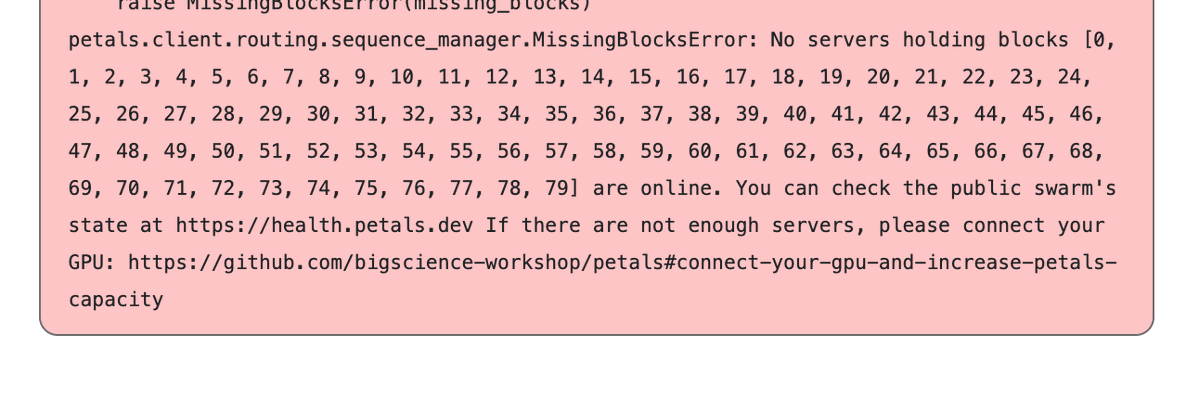 raise MissingBlocksError(missing_blocks)
petals.client.routing.sequence_manager.MissingBlocksError: No servers holding blocks [0,
1, 2, 3, 4, 5, 6, 7, 8, 9, 10, 11, 12, 13, 14, 15, 16, 17, 18, 19, 20, 21, 22, 23, 24,
25, 26, 27, 28, 29, 30, 31, 32, 33, 34, 35, 36, 37, 38, 39, 40, 41, 42, 43, 44, 45, 46,
47, 48, 49, 50, 51, 52, 53, 54, 55, 56, 57, 58, 59, 60, 61, 62, 63, 64, 65, 66, 67, 68,
69, 70, 71, 72, 73, 74, 75, 76, 77, 78, 79] are online. You can check the public swarm's
state at https://health.petals.dev If there are not enough servers, please connect your
GPU: https://github.com/bigscience-workshop/petals#connect-your-gpu-and-increase-petals-
capacity